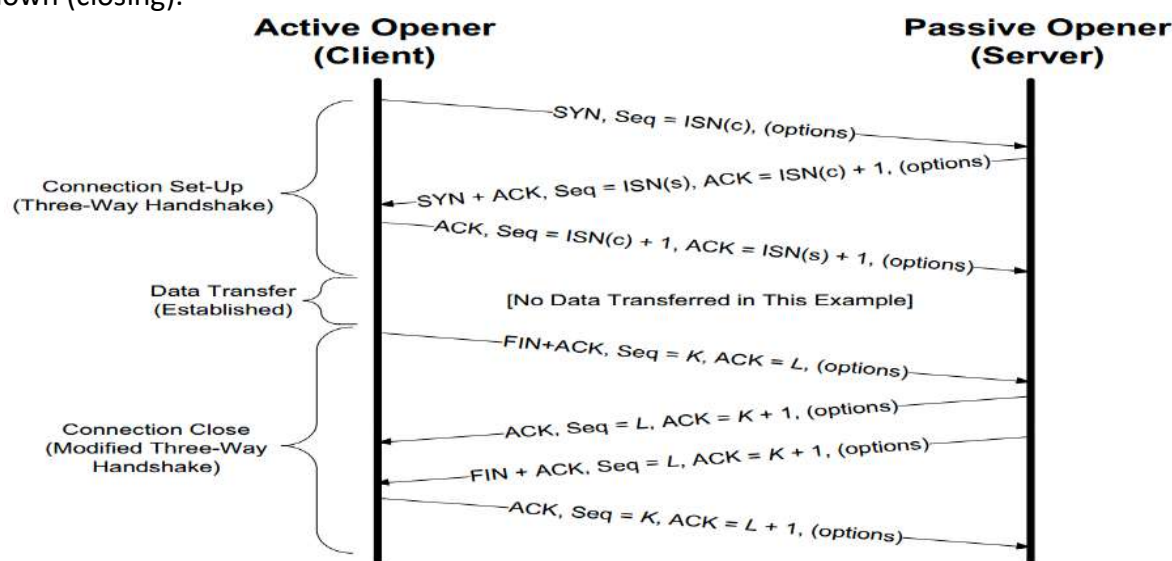 own (closing).
Active Opener
(Client)
Passive Opener
(Server)
SYN, Seq = ISN(c), (options)
SYN + ACK, Seq = ISN(s), ACK = ISN(c) + 1, (options)
Connection Set-Up
(Three-Way Handshake)
ACK, Seq = ISN(c) + 1, ACK = ISN(s) + 1, (options)
Data Transfer
(Established)
[No Data Transferred in This Example]
FIN+ACK, Seq = K, ACK = L, (options)
ACK, Seq = L, ACK = K + 1, (options)
Connection Close
(Modified Three-Way
Handshake)
FIN + ACK, Seq = L, ACK = K + 1, (options)
ACK, Seq = K, ACK = L + 1, (options)